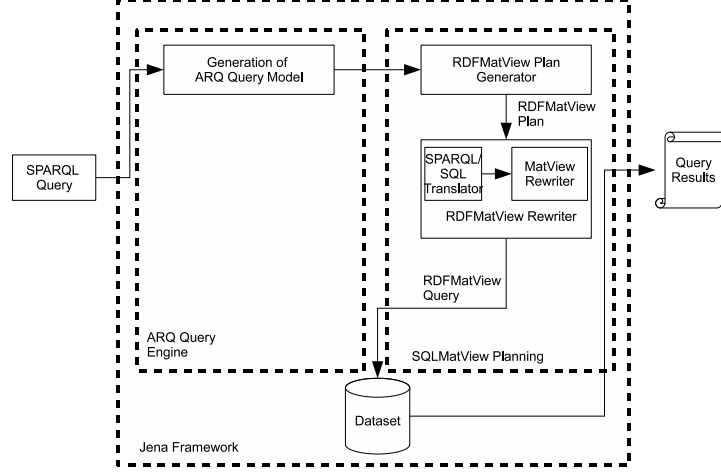 Generation of
ARQ Query Model
RDFMatView Plan
Generator
RDFMatView
Plan
SPARQL
Query
SPARQL/
SQL
Translator
MatView
Rewriter
RDFMatView Rewriter
Query
Results
RDFMatView
Query
ARQ Query
Engine
SQLMatView Planning
Dataset
Jena Framework